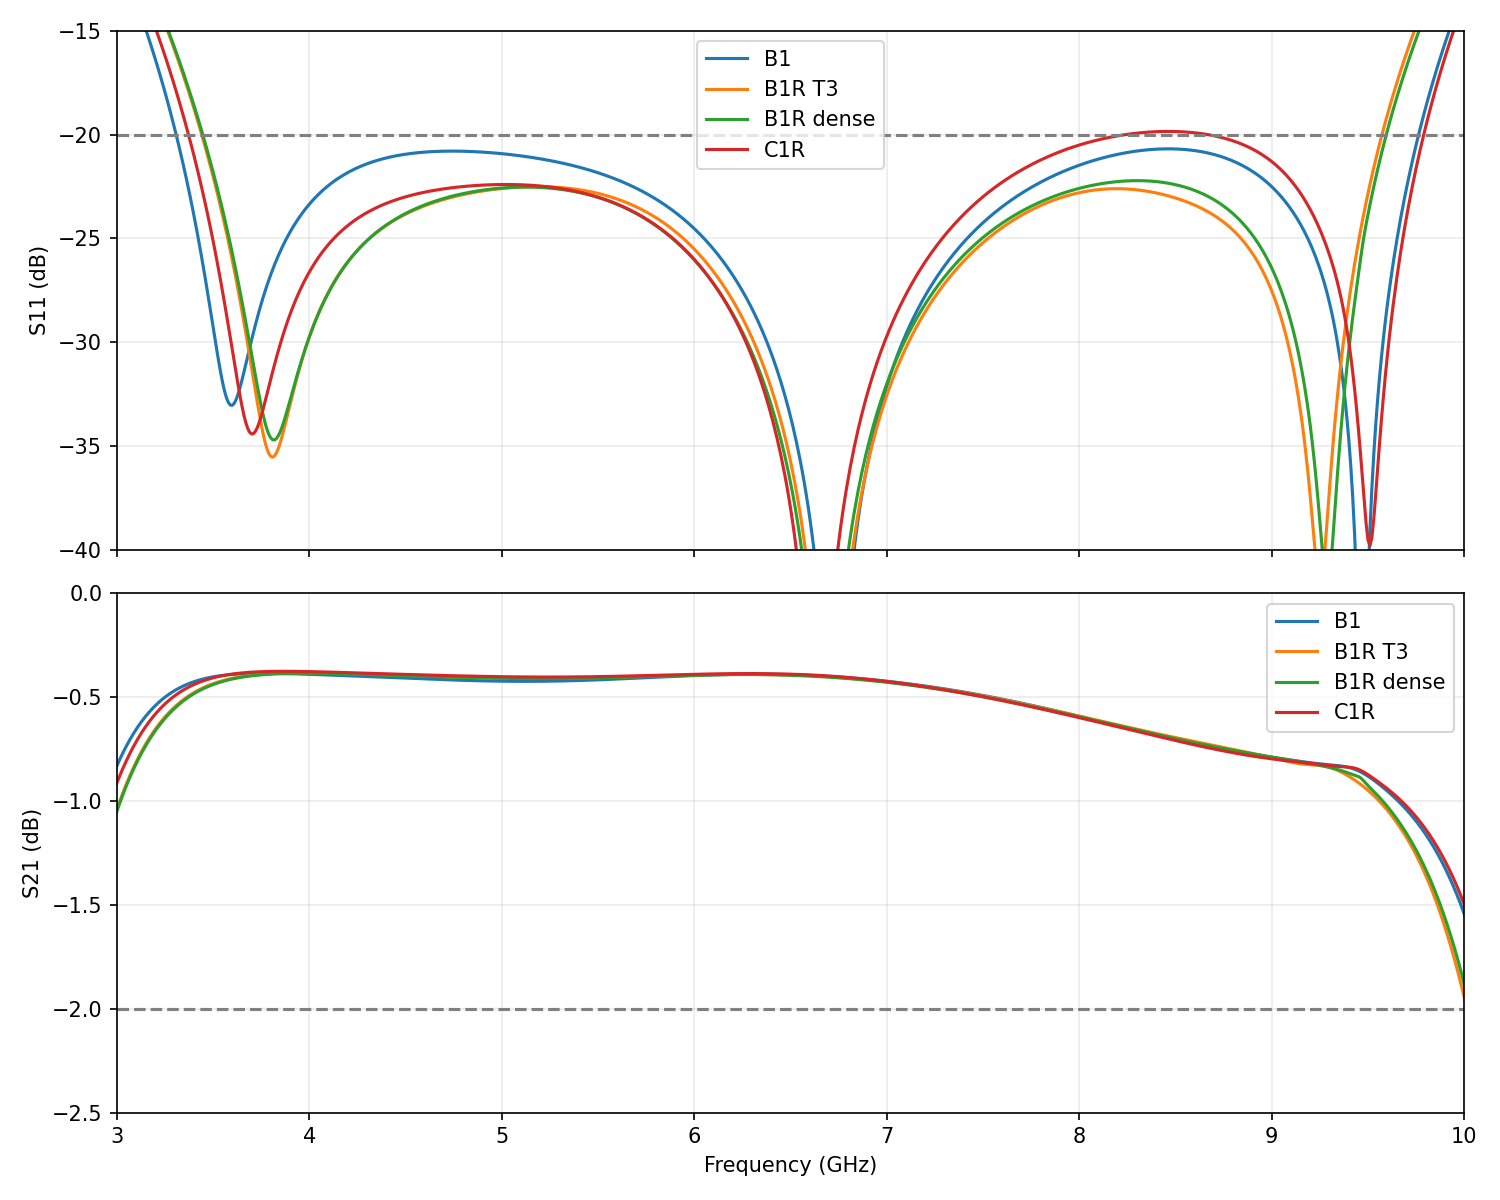 −15
−20
−25
−30
−35
−40
S11 (dB)
B1
B1R T3
B1R dense
C1R
0.0
−0.5
−1.0
−1.5
−2.0
−2.5
S21 (dB)
B1
B1R T3
B1R dense
C1R
3 4 5 6 7 8 9 10
Frequency (GHz)